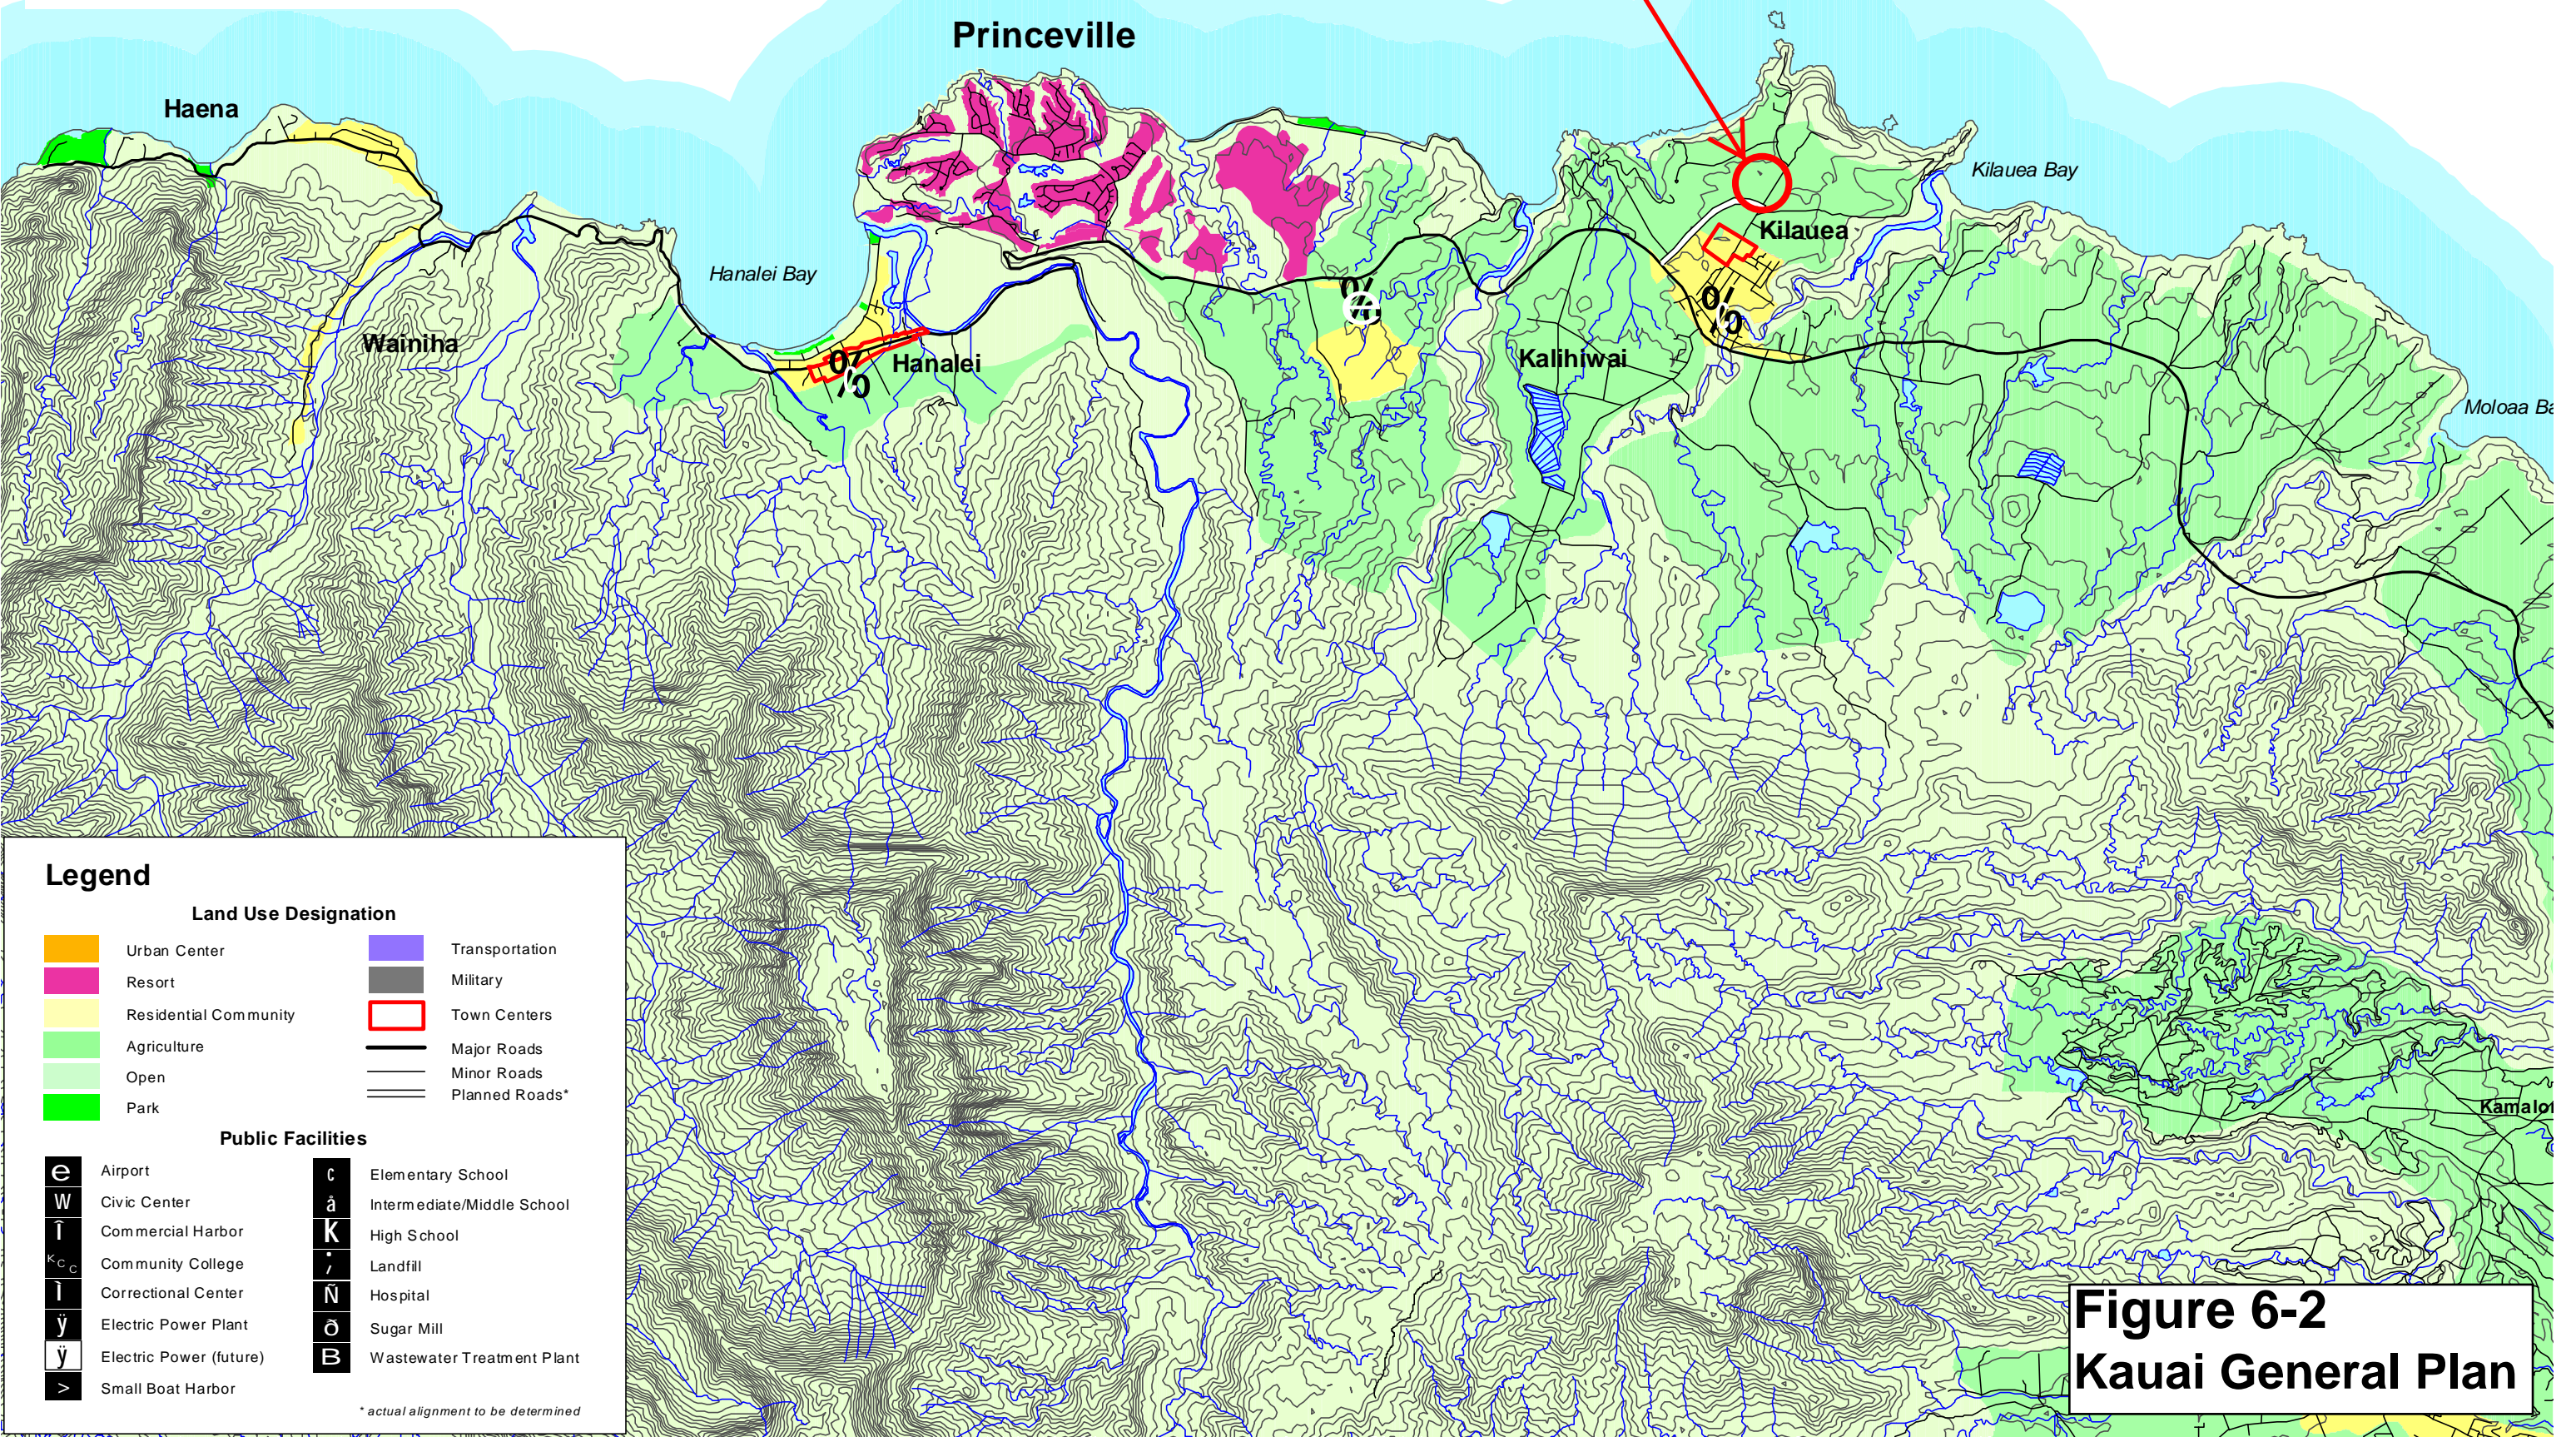 Princeville
Haena
Kilauea Bay
Kilauea
Hanalei Bay
Wainiha
Hanalei
Kalihiwai
Moloaa Ba
Legend
Land Use Designation
Urban Center
Resort
Residential Community
Agriculture
Open
Park
Transportation
Military
Town Centers
Major Roads
Minor Roads
Planned Roads*
Public Facilities
e Airport
W Civic Center
Î Commercial Harbor
KCC Community College
Ì Correctional Center
ÿ Electric Power Plant
ÿ Electric Power (future)
> Small Boat Harbor
c Elementary School
å Intermediate/Middle School
K High School
; Landfill
Ñ Hospital
ð Sugar Mill
B Wastewater Treatment Plant
* actual alignment to be determined
Kamalo
Figure 6-2
Kauai General Plan